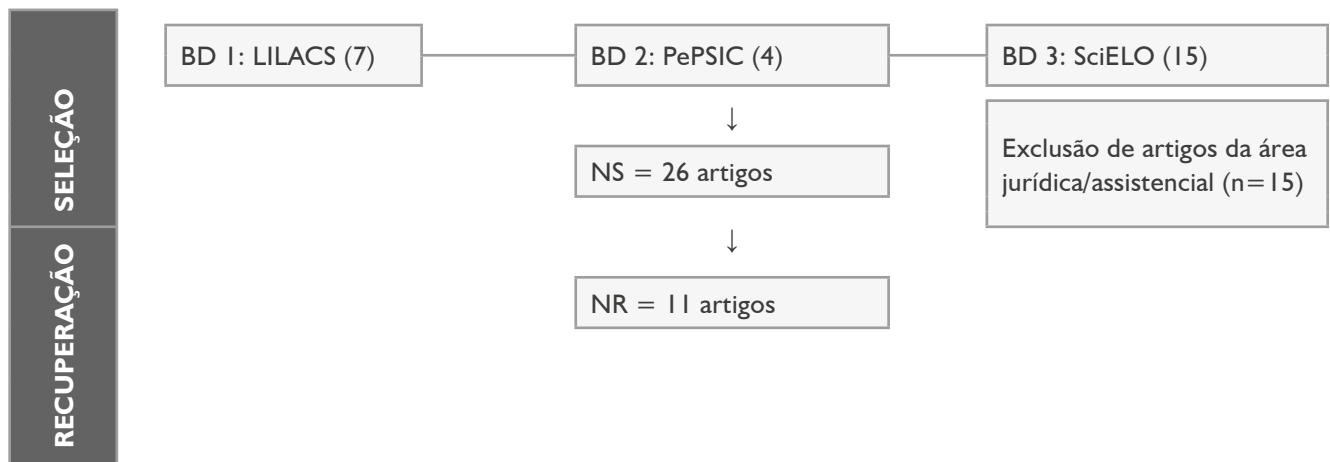 SELEÇÃO
BD 1: LILACS (7)
BD 2: PePSIC (4)
BD 3: SciELO (15)
↓
NS = 26 artigos
Exclusão de artigos da área
jurídica/assistencial (n=15)
RECUPERAÇÃO
↓
NR = 11 artigos